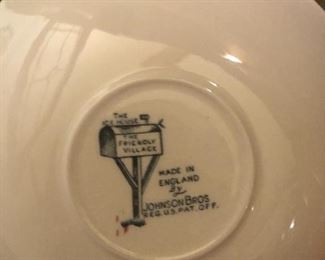 THE
ICE HOUSE
THE
FRIENDLY
VILLAGE
MADE IN
ENGLAND
By
JOHNSON BROS
REG. U.S. PAT. OFF.